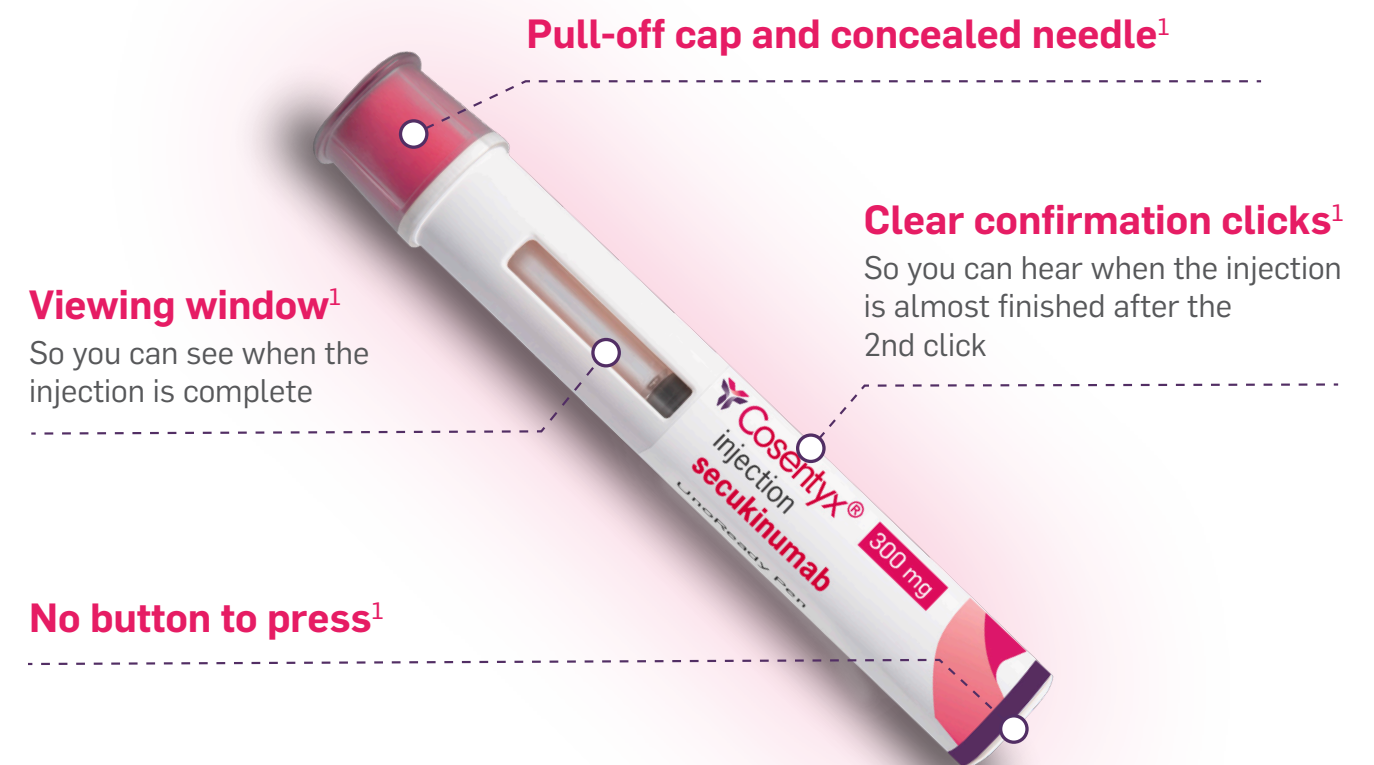 Pull-off cap and concealed needle1
Clear confirmation clicks1
So you can hear when the injection
is almost finished after the
2nd click
Viewing window1
So you can see when the
injection is complete
Cosentyx®
injection
secukinumab
UnoReady Pen
300 mg
No button to press1